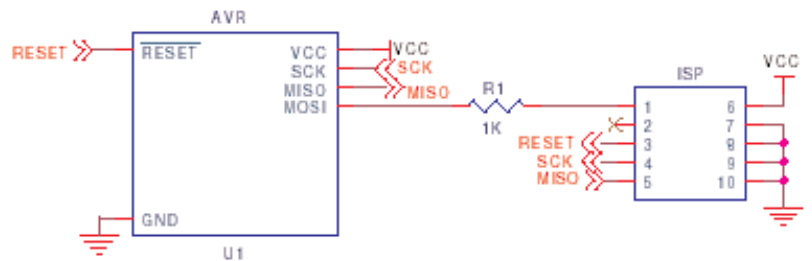 AVR
RESET
RESET
VCC
VCC
SCK
SCK
MISO
MISO
MOSI
R1
1K
GND
U1
ISP
VCC
1
6
2
7
RESET
3
8
SCK
4
9
MISO
5
10